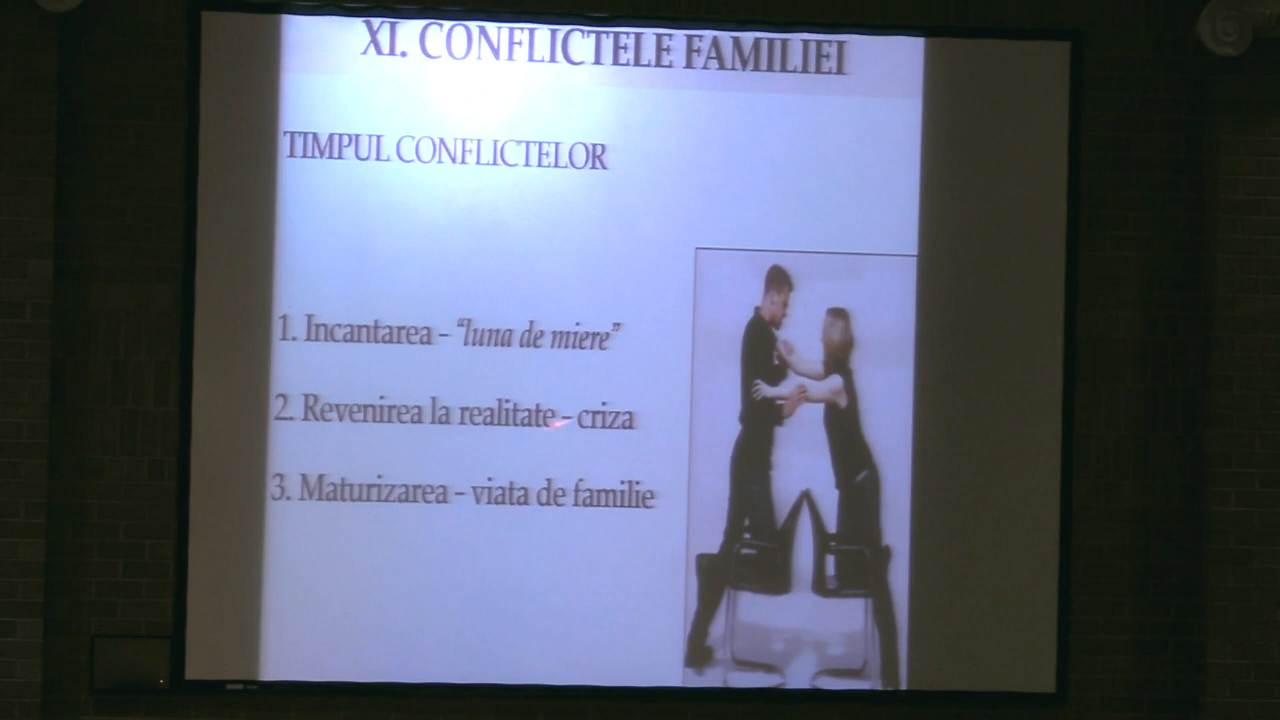 XI. CONFLICTELE FAMILIEI
TIMPUL CONFLICTELOR
1. Incantarea - "luna de miere"
2. Revenirea la realitate - criza
3. Maturizarea - viata de familie